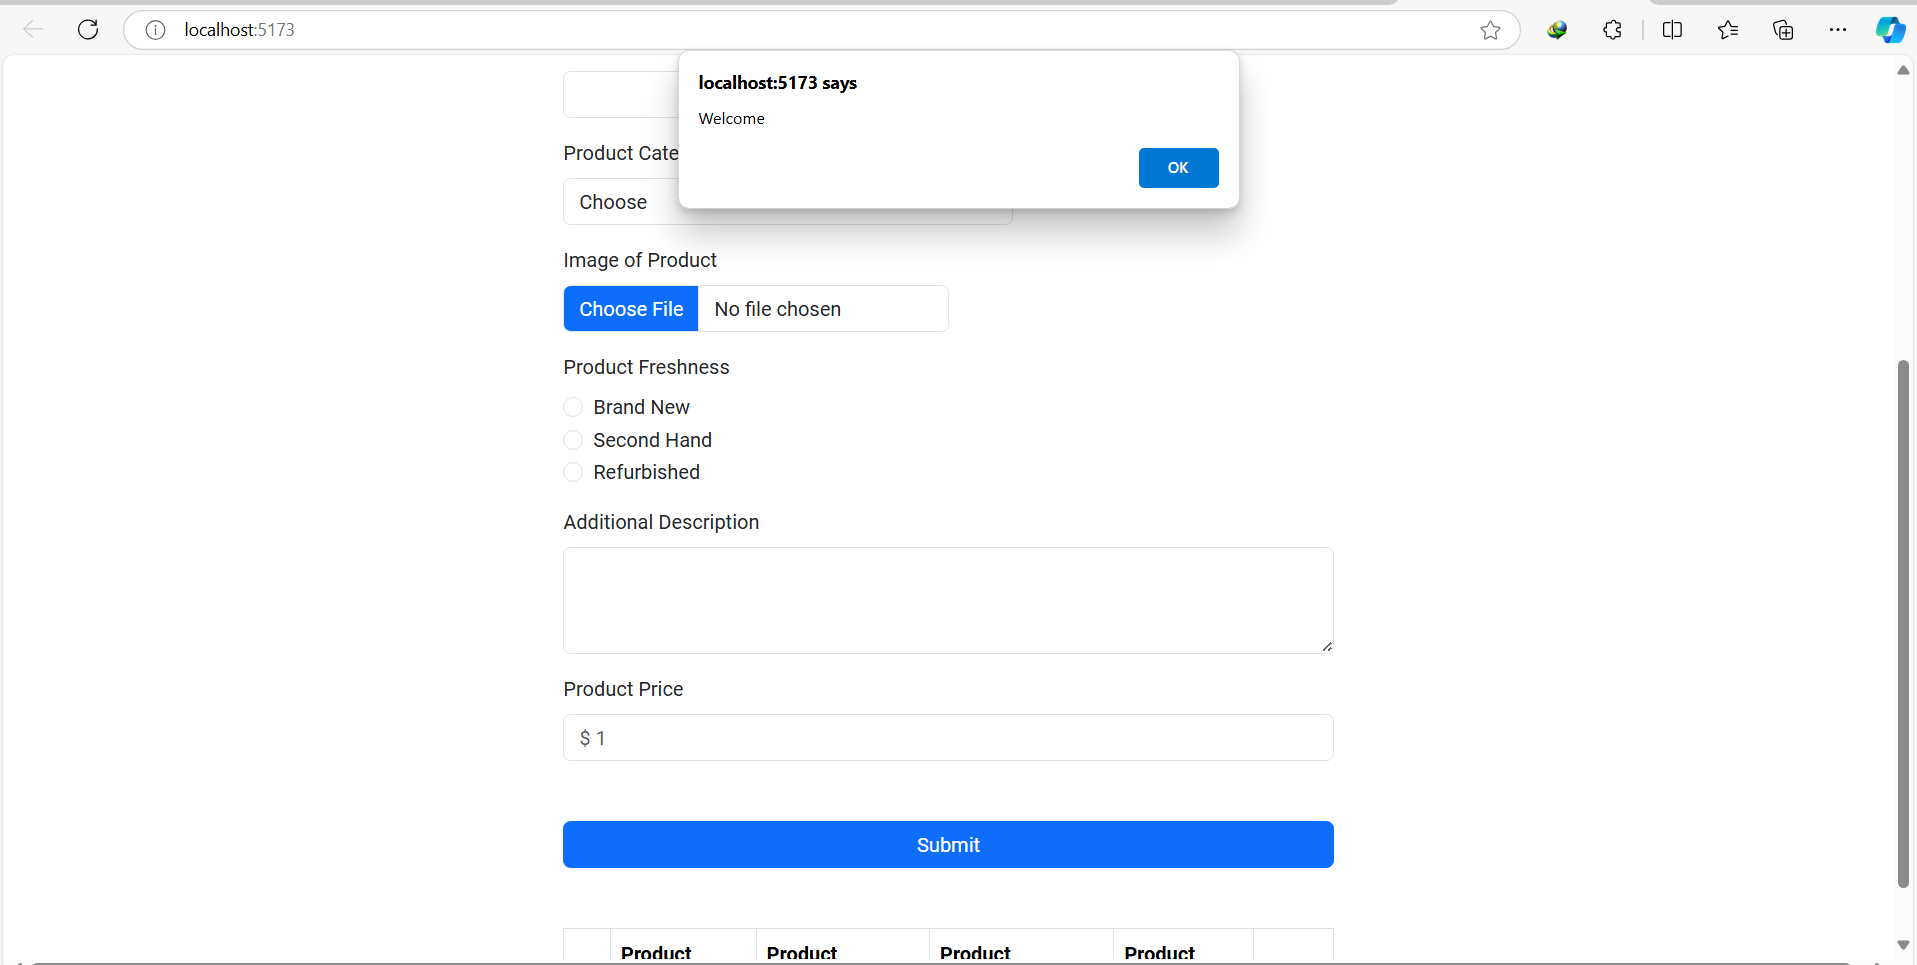 localhost:5173
localhost:5173 says
Welcome
OK
Product Cate
Choose
Image of Product
Choose File No file chosen
Product Freshness
Brand New
Second Hand
Refurbished
Additional Description
Product Price
$ 1
Submit
Product Product Product Product